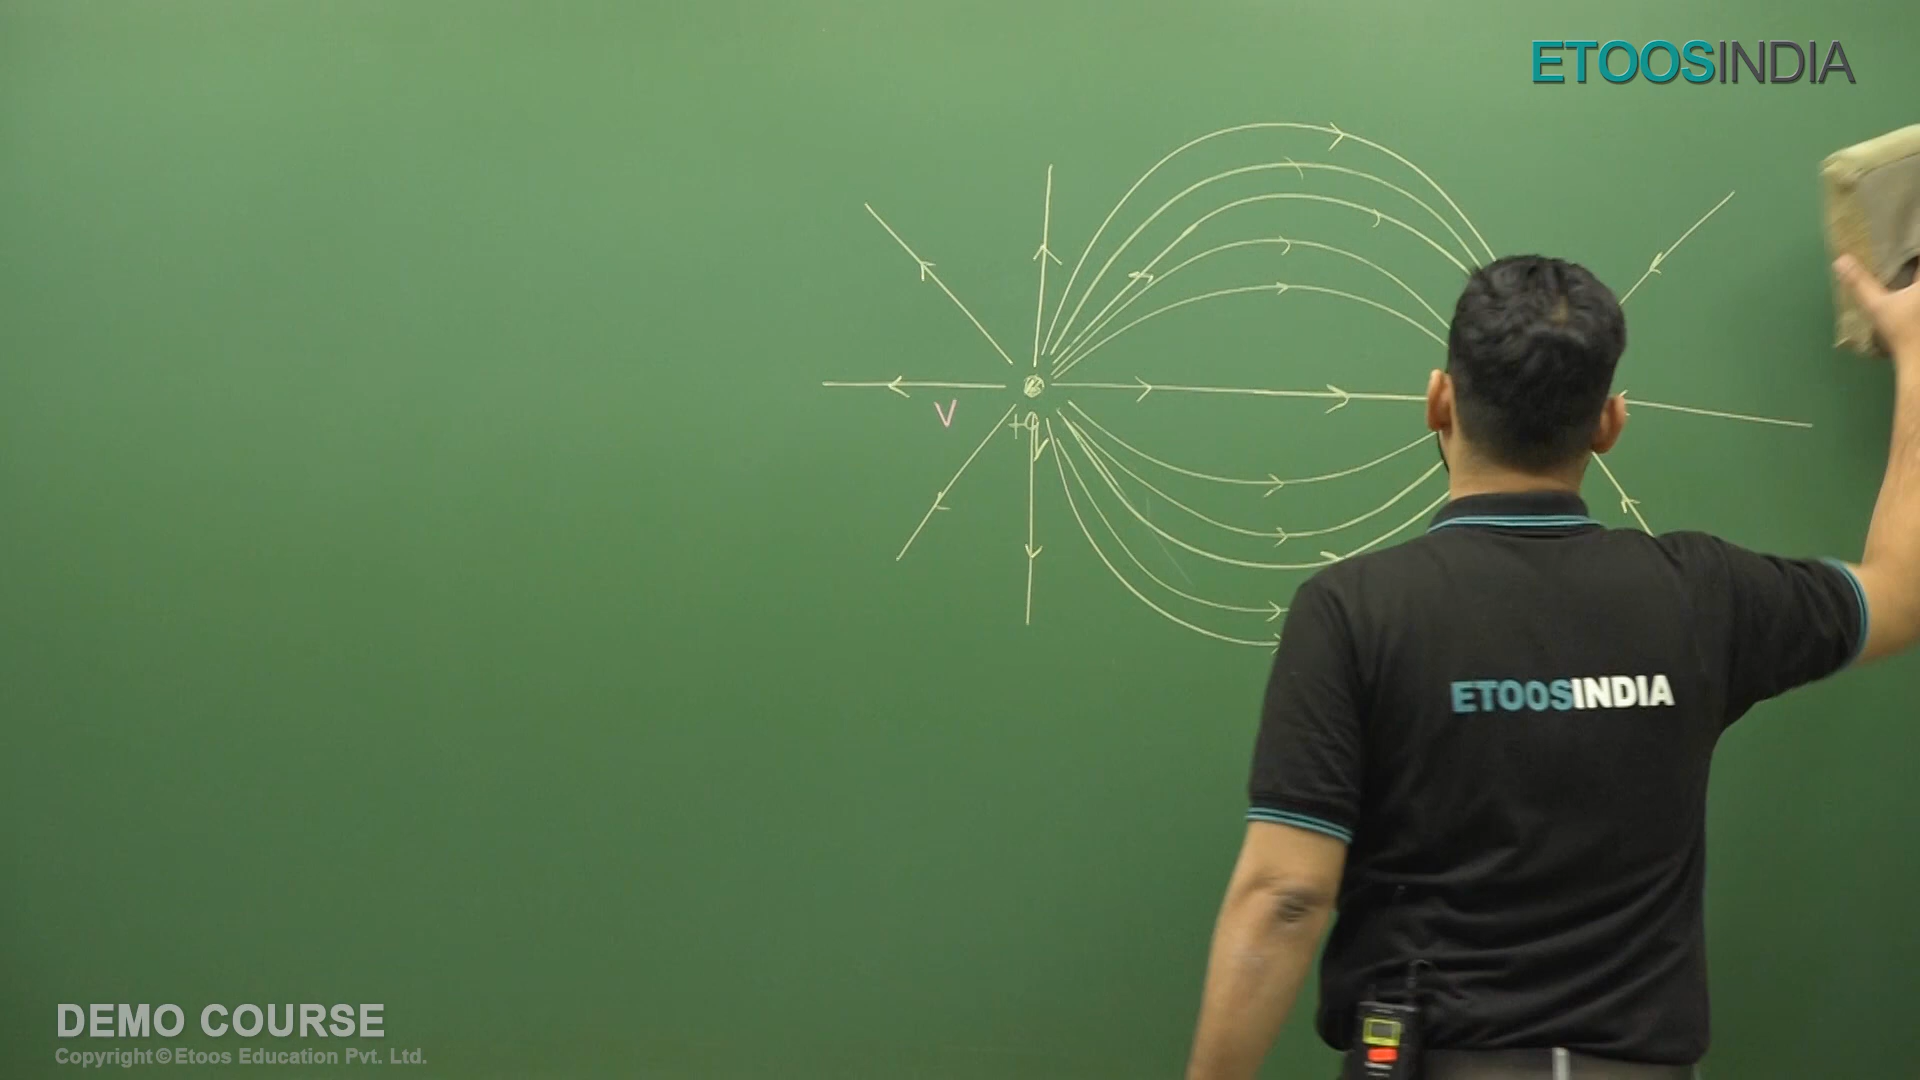 ETOOSINDIA
V
+q
ETOOSINDIA
DEMO COURSE
Copyright©Etoos Education Pvt. Ltd.